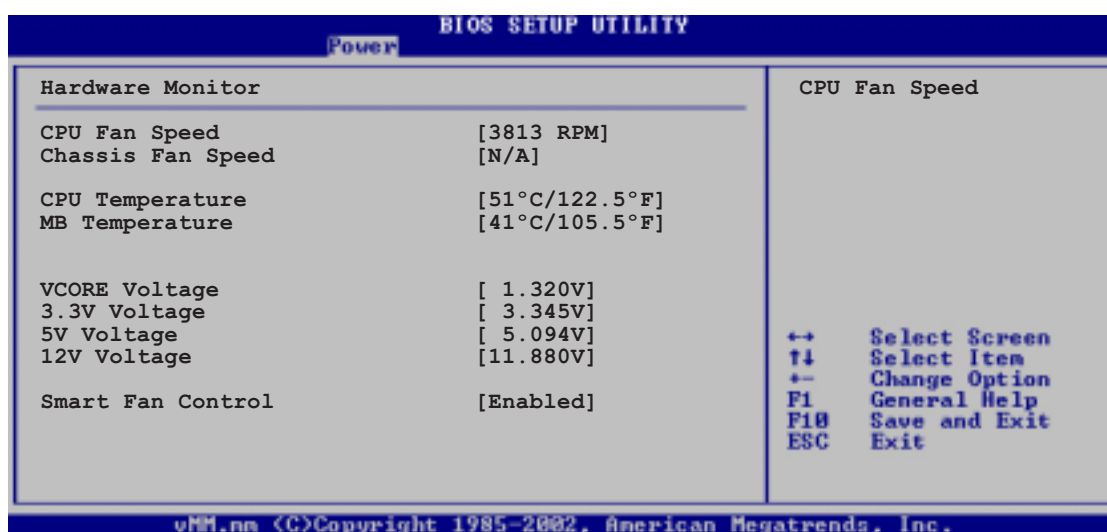 BIOS SETUP UTILITY
Power
Hardware Monitor
CPU Fan Speed [3813 RPM]
Chassis Fan Speed [N/A]
CPU Temperature [51°C/122.5°F]
MB Temperature [41°C/105.5°F]
VCORE Voltage [ 1.320V]
3.3V Voltage [ 3.345V]
5V Voltage [ 5.094V]
12V Voltage [11.880V]
Smart Fan Control [Enabled]
CPU Fan Speed
←→ Select Screen
↑↓ Select Item
+- Change Option
F1 General Help
F10 Save and Exit
ESC Exit
vMM.nn (C)Copyright 1985-2002, American Megatrends, Inc.